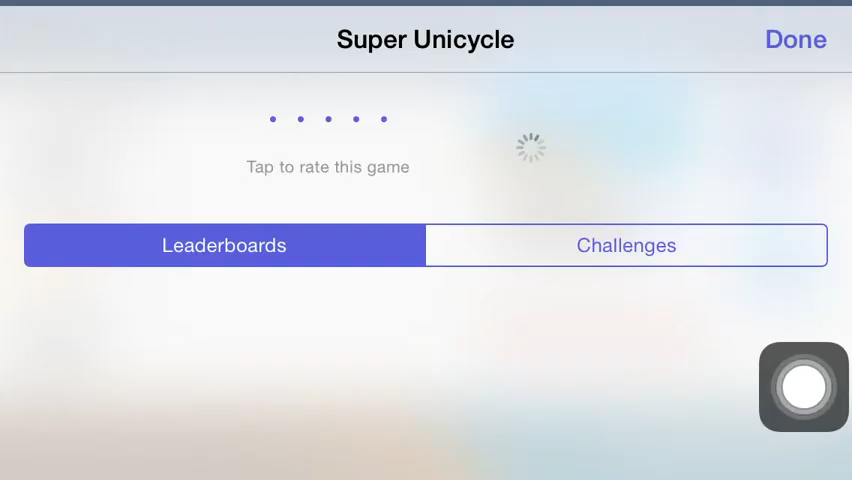 Super Unicycle
Done
Tap to rate this game
Leaderboards
Challenges